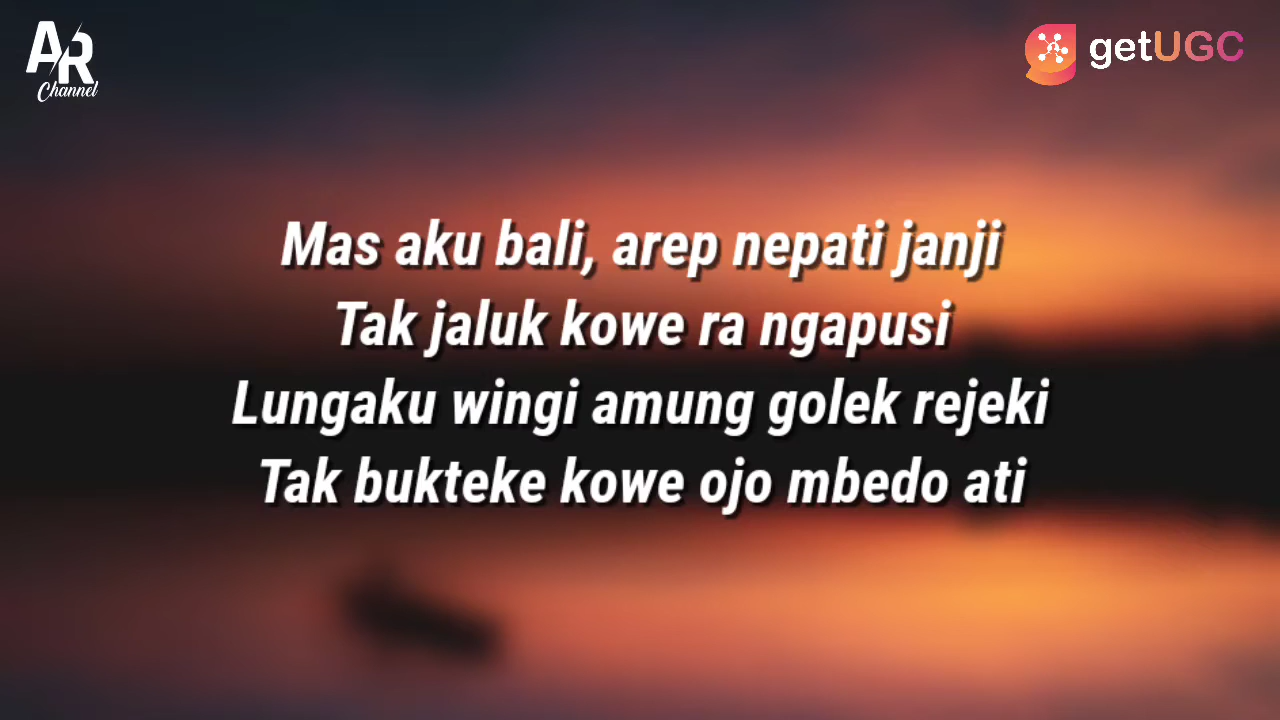 AR
Channel
getUGC
Mas aku bali, arep nepati janji
Tak jaluk kowe ra ngapusi
Lungaku wingi amung golek rejeki
Tak bukteke kowe ojo mbedo ati